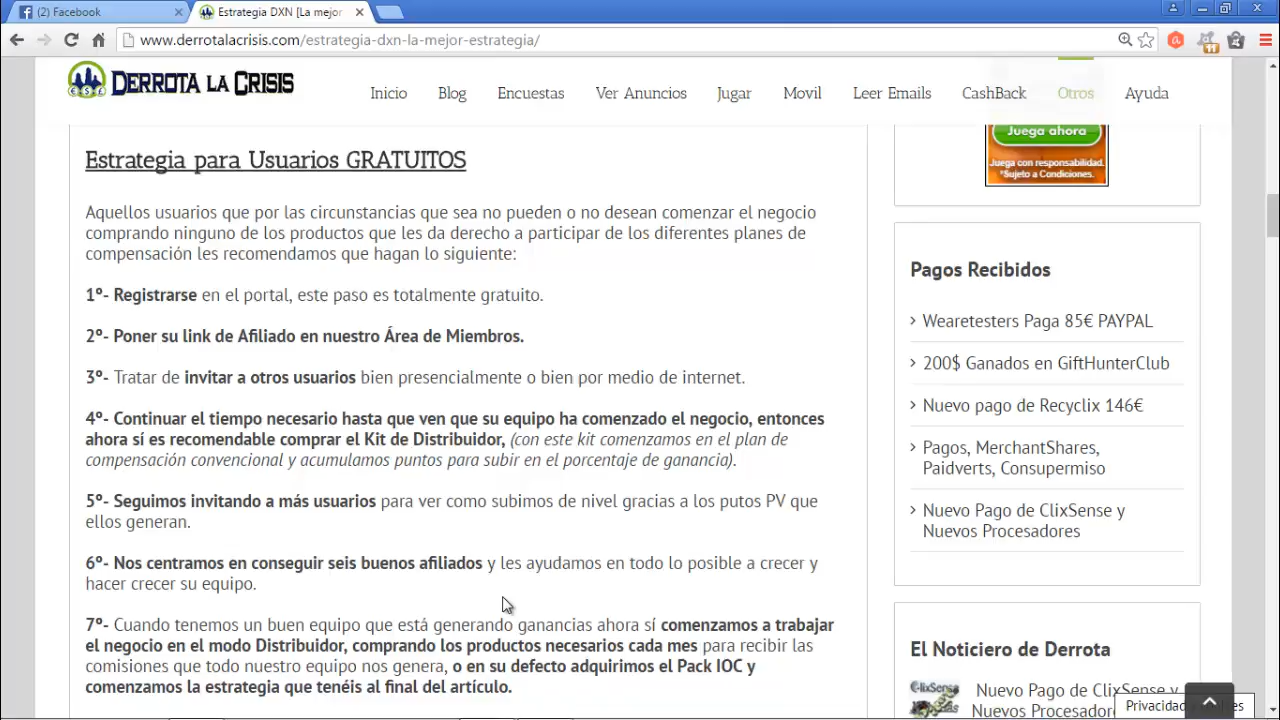 (2) Facebook
Estrategia DXN [La mejor
www.derrotalacrisis.com/estrategia-dxn-la-mejor-estrategia/
11
DERROTA LA CRISIS
Inicio Blog Encuestas Ver Anuncios Jugar Movil Leer Emails CashBack Otros Ayuda
Estrategia para Usuarios GRATUITOS
Aquellos usuarios que por las circunstancias que sea no pueden o no desean comenzar el negocio
comprando ninguno de los productos que les da derecho a participar de los diferentes planes de
compensación les recomendamos que hagan lo siguiente:
1º- Registrarse en el portal, este paso es totalmente gratuito.
2º- Poner su link de Afiliado en nuestro Área de Miembros.
3º- Tratar de invitar a otros usuarios bien presencialmente o bien por medio de internet.
4º- Continuar el tiempo necesario hasta que ven que su equipo ha comenzado el negocio, entonces
ahora sí es recomendable comprar el Kit de Distribuidor, (con este kit comenzamos en el plan de
compensación convencional y acumulamos puntos para subir en el porcentaje de ganancia).
5º- Seguimos invitando a más usuarios para ver como subimos de nivel gracias a los putos PV que
ellos generan.
6º- Nos centramos en conseguir seis buenos afiliados y les ayudamos en todo lo posible a crecer y
hacer crecer su equipo.
7º- Cuando tenemos un buen equipo que está generando ganancias ahora sí comenzamos a trabajar
el negocio en el modo Distribuidor, comprando los productos necesarios cada mes para recibir las
comisiones que todo nuestro equipo nos genera, o en su defecto adquirimos el Pack IOC y
comenzamos la estrategia que tenéis al final del artículo.
Juega ahora
Juega con responsabilidad.
*Sujeto a Condiciones.
Pagos Recibidos
Wearetesters Paga 85€ PAYPAL
200$ Ganados en GiftHunterClub
Nuevo pago de Recyclix 146€
Pagos, MerchantShares,
Paidverts, Consupermiso
Nuevo Pago de ClixSense y
Nuevos Procesadores
El Noticiero de Derrota
ClixSense
Nuevo Pago de ClixSense y
Nuevos Procesadores
Privacidad y cookies